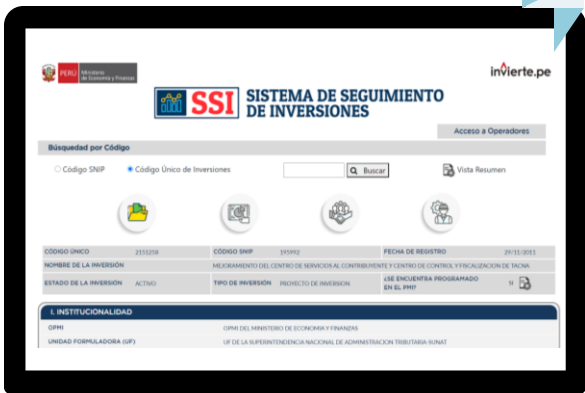 PERÚ Ministerio de Economía y Finanzas
invierte.pe
SSI SISTEMA DE SEGUIMIENTO DE INVERSIONES
Acceso a Operadores
Búsquedad por Código
Código SNIP Código Único de Inversiones Buscar Vista Resumen
CÓDIGO ÚNICO 2151258 CÓDIGO SNIP 195992 FECHA DE REGISTRO 29/11/2011
NOMBRE DE LA INVERSIÓN MEJORAMIENTO DEL CENTRO DE SERVICIOS AL CONTRIBUYENTE Y CENTRO DE CONTROL Y FISCALIZACION DE TACNA
ESTADO DE LA INVERSIÓN ACTIVO TIPO DE INVERSIÓN PROYECTO DE INVERSION ¿SE ENCUENTRA PROGRAMADO EN EL PMI? SI
I. INSTITUCIONALIDAD
OPMI OPMI DEL MINISTERIO DE ECONOMIA Y FINANZAS
UNIDAD FORMULADORA (UF) UF DE LA SUPERINTENDENCIA NACIONAL DE ADMINISTRACION TRIBUTARIA-SUNAT